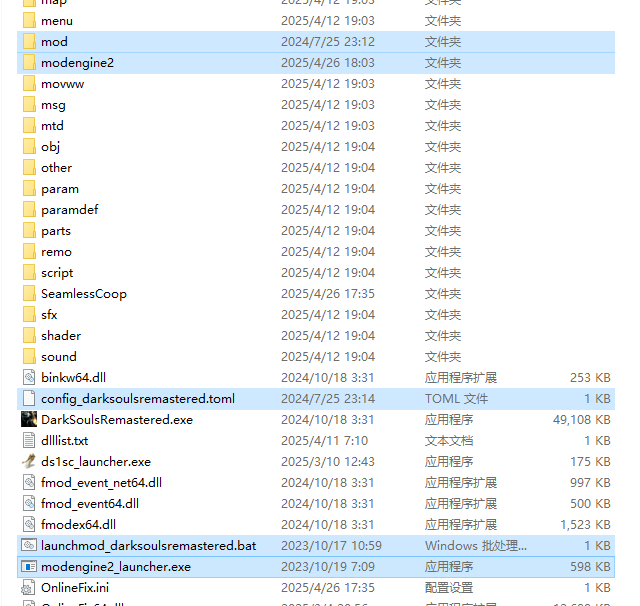 map 2025/4/12 19:03 文件夹
menu 2025/4/12 19:03 文件夹
mod 2024/7/25 23:12 文件夹
modengine2 2025/4/26 18:03 文件夹
movww 2025/4/12 19:03 文件夹
msg 2025/4/12 19:03 文件夹
mtd 2025/4/12 19:03 文件夹
obj 2025/4/12 19:04 文件夹
other 2025/4/12 19:04 文件夹
param 2025/4/12 19:04 文件夹
paramdef 2025/4/12 19:04 文件夹
parts 2025/4/12 19:04 文件夹
remo 2025/4/12 19:04 文件夹
script 2025/4/12 19:04 文件夹
SeamlessCoop 2025/4/26 17:35 文件夹
sfx 2025/4/12 19:04 文件夹
shader 2025/4/12 19:04 文件夹
sound 2025/4/12 19:04 文件夹
binkw64.dll 2024/10/18 3:31 应用程序扩展 253 KB
config_darksoulsremastered.toml 2024/7/25 23:14 TOML 文件 1 KB
DarkSoulsRemastered.exe 2024/10/18 3:31 应用程序 49,108 KB
dlllist.txt 2025/4/11 7:10 文本文档 1 KB
ds1sc_launcher.exe 2025/3/10 12:43 应用程序 175 KB
fmod_event_net64.dll 2024/10/18 3:31 应用程序扩展 997 KB
fmod_event64.dll 2024/10/18 3:31 应用程序扩展 500 KB
fmodex64.dll 2024/10/18 3:31 应用程序扩展 1,523 KB
launchmod_darksoulsremastered.bat 2023/10/17 10:59 Windows 批处理... 1 KB
modengine2_launcher.exe 2023/10/19 7:09 应用程序 598 KB
OnlineFix.ini 2025/4/26 17:35 配置设置 1 KB